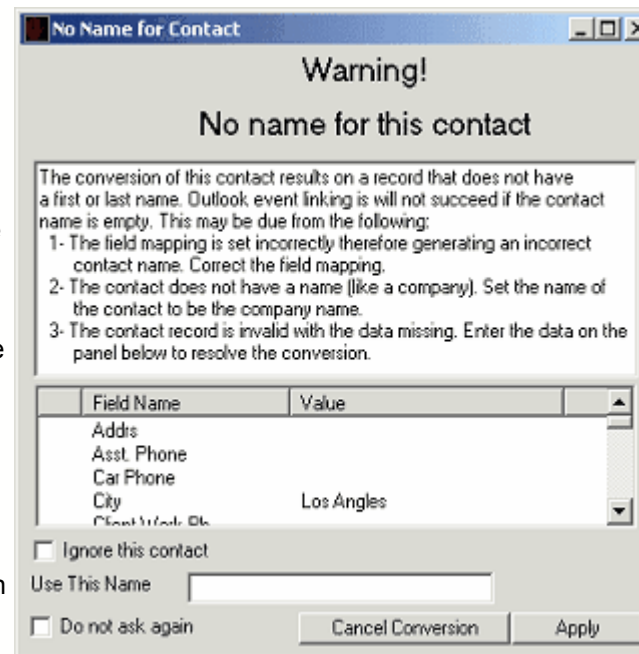 No Name for Contact
Warning!
No name for this contact
The conversion of this contact results on a record that does not have
a first or last name. Outlook event linking is will not succeed if the contact
name is empty. This may be due from the following:
1- The field mapping is set incorrectly therefore generating an incorrect
contact name. Correct the field mapping.
2- The contact does not have a name (like a company). Set the name of
the contact to be the company name.
3- The contact record is invalid with the data missing. Enter the data on the
panel below to resolve the conversion.
Field Name Value
Addrs
Asst. Phone
Car Phone
City Los Angles
Client Work Ph
Ignore this contact
Use This Name
Do not ask again Cancel Conversion Apply